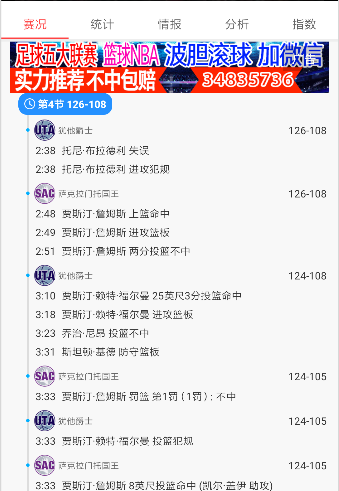 赛况 统计 情报 分析 指数
足球五大联赛 篮球NBA 波胆滚球 加微信
实力推荐 不中包赔 34835736
第4节 126-108
UTA 犹他爵士 126-108
2:38 托尼·布拉德利 失误
2:38 托尼·布拉德利 进攻犯规
SAC 萨克拉门托国王 126-108
2:48 贾斯汀·詹姆斯 上篮命中
2:49 贾斯汀·詹姆斯 进攻篮板
2:51 贾斯汀·詹姆斯 两分投篮不中
UTA 犹他爵士 124-108
3:10 贾斯汀·赖特·福尔曼 25英尺3分投篮命中
3:18 贾斯汀·赖特·福尔曼 进攻篮板
3:23 乔治·尼昂 投篮不中
3:31 斯坦顿·基德 防守篮板
SAC 萨克拉门托国王 124-105
3:33 贾斯汀·詹姆斯 罚篮 第1罚 (1罚) : 不中
UTA 犹他爵士 124-105
3:33 贾斯汀·赖特·福尔曼 投篮犯规
SAC 萨克拉门托国王 124-105
3:33 贾斯汀·詹姆斯 8英尺投篮命中 (凯尔·盖伊 助攻)